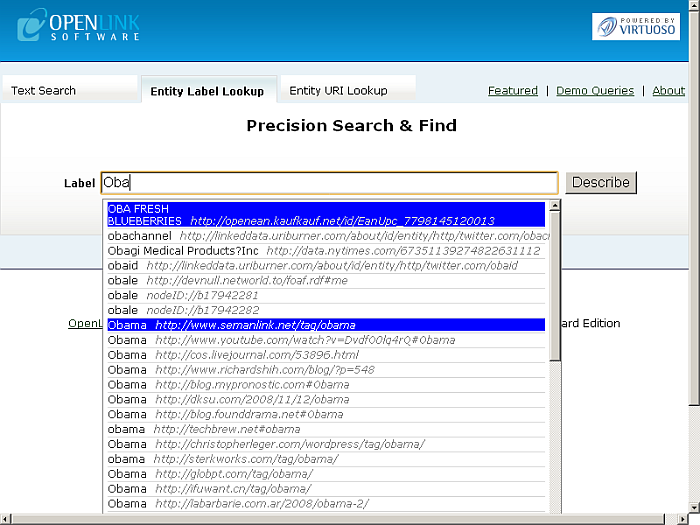 OPENLINK
SOFTWARE
POWERED BY
VIRTUOSO
Text Search
Entity Label Lookup
Entity URI Lookup
Featured | Demo Queries | About
Precision Search & Find
Label Oba Describe
OBA FRESH
BLUEBERRIES http://openean.kaufkauf.net/id/EanUpc_7798145120013
obachannel http://linkeddata.uriburner.com/about/id/entity/http/twitter.com/obac
Obagi Medical Products?Inc http://data.nytimes.com/67351139274822631112
obaid http://linkeddata.uriburner.com/about/id/entity/http/twitter.com/obaid
obale http://devnull.networld.to/foaf.rdf#me
obale nodeID://b17942281
obale nodeID://b17942282
OpenL
Obama http://www.semanlink.net/tag/obama
ard Edition
Obama http://www.youtube.com/watch?v=Dvdf0Olq4rQ#Obama
Obama http://cos.livejournal.com/53896.html
Obama http://www.richardshih.com/blog/?p=548
Obama http://blog.mypronostic.com#Obama
Obama http://dksu.com/2008/11/12/obama
Obama http://blog.founddrama.net#Obama
Obama http://techbrew.net#obama
Obama http://christopherleger.com/wordpress/tag/obama/
Obama http://sterkworks.com/tag/obama/
Obama http://globpt.com/tag/obama/
Obama http://ifuwant.cn/tag/obama/
Obama http://labarbarie.com.ar/2008/obama-2/